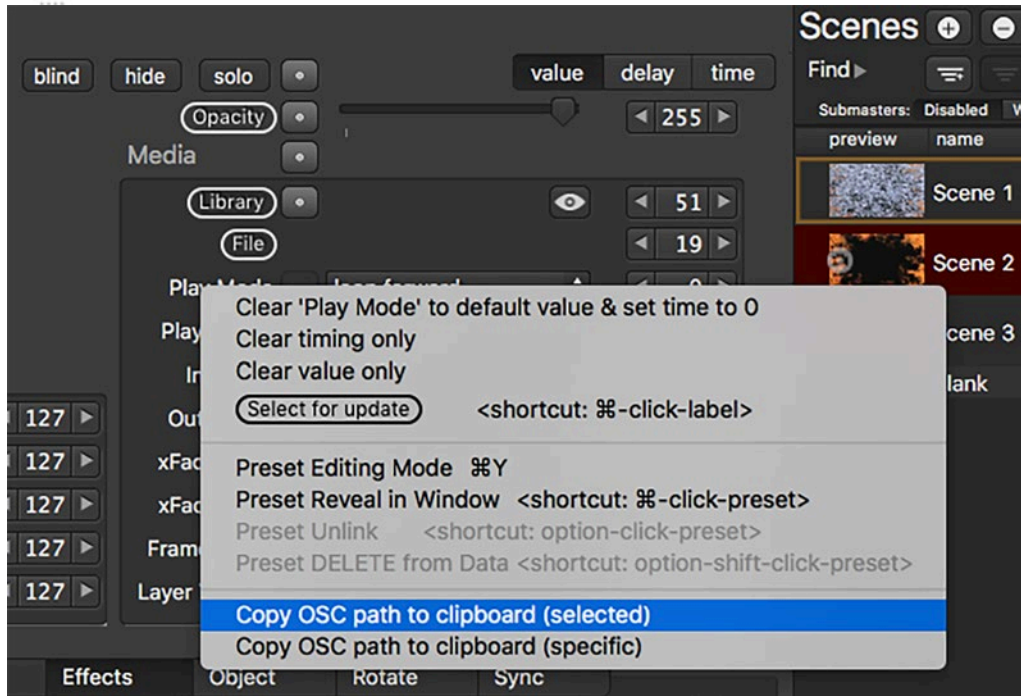 Scenes
blind hide solo value delay time Find
Opacity 255 Submasters: Disabled
Media preview name
Library 51 Scene 1
File 19 Scene 2
Clear 'Play Mode' to default value & set time to 0
Clear timing only
Clear value only
Select for update <shortcut: ⌘-click-label>
Preset Editing Mode ⌘Y
Preset Reveal in Window <shortcut: ⌘-click-preset>
Preset Unlink <shortcut: option-click-preset>
Preset DELETE from Data <shortcut: option-shift-click-preset>
Copy OSC path to clipboard (selected)
Copy OSC path to clipboard (specific)
Play
127 Out
127 xFad
127 xFad
127 Fram
127 Layer
cene 3
lank
Effects Object Rotate Sync